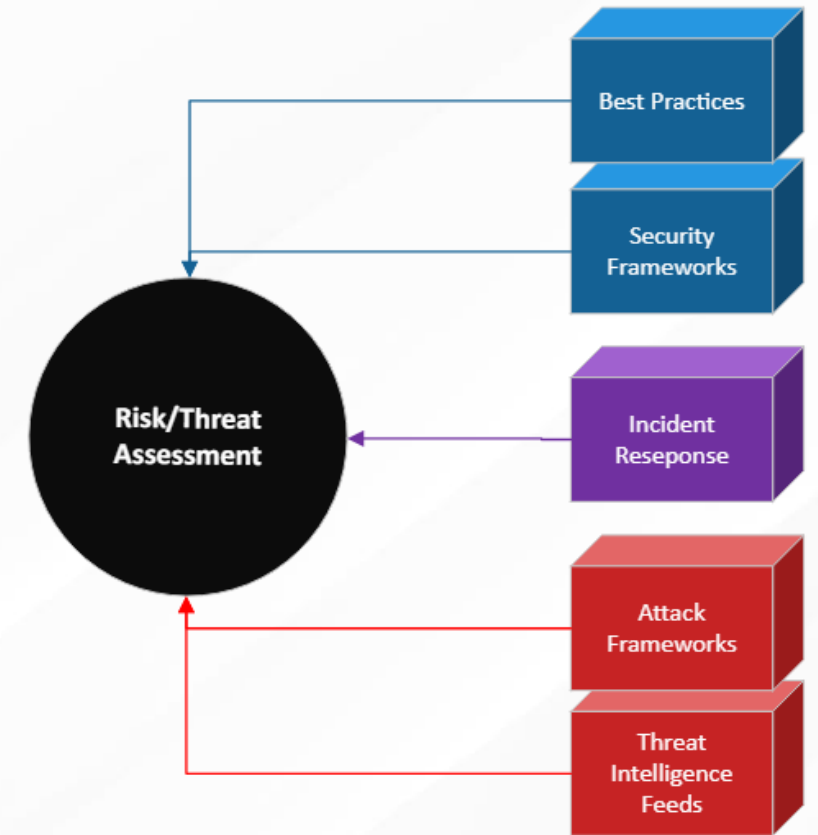 Best Practices
Security
Frameworks
Risk/Threat
Assessment
Incident
Reseponse
Attack
Frameworks
Threat
Intelligence
Feeds